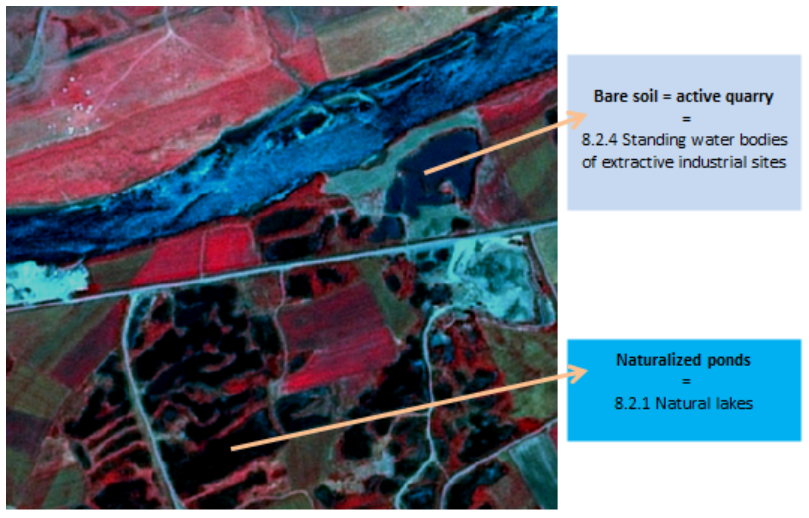 Bare soil = active quarry
=
8.2.4 Standing water bodies
of extractive industrial sites
Naturalized ponds
=
8.2.1 Natural lakes